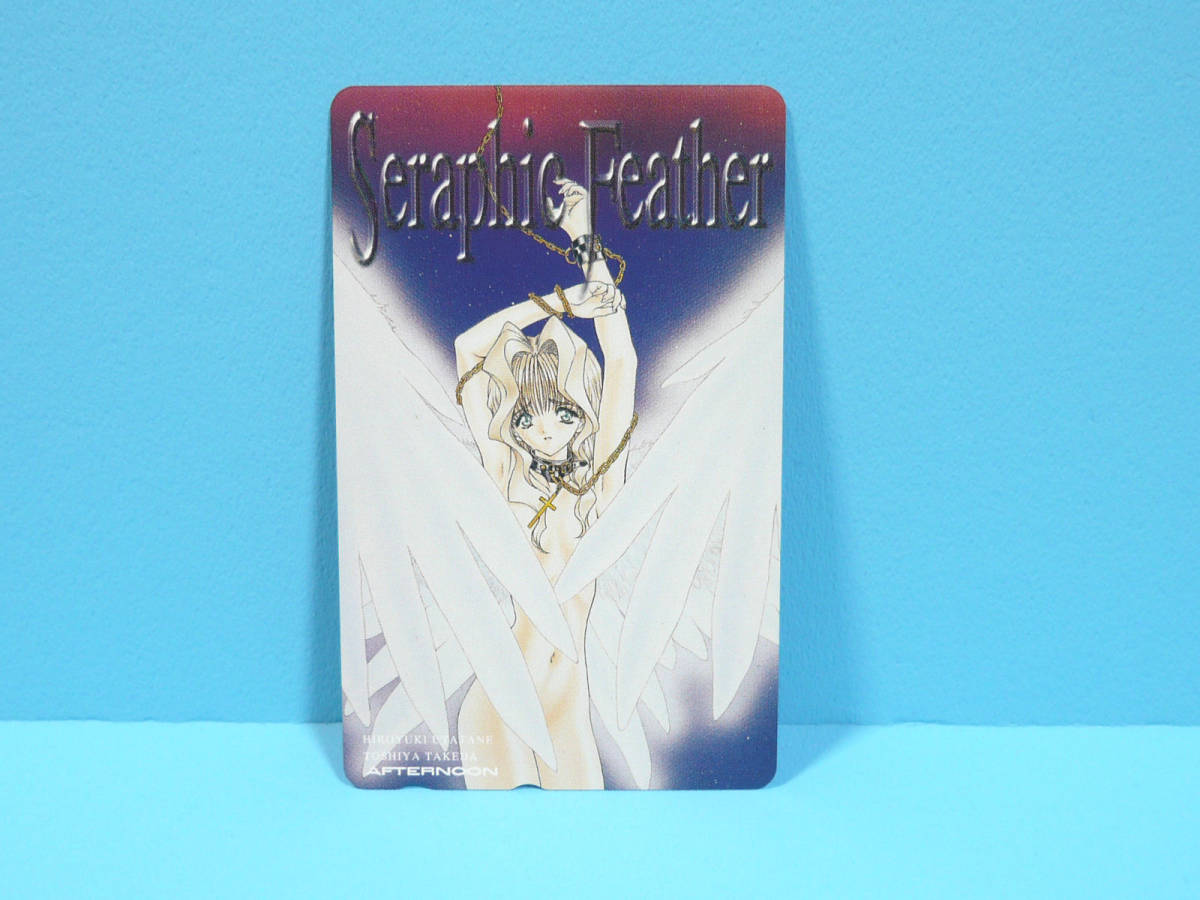 Seraphic Feather
HIROYUKI UTATANE
TOSHIYA TAKEDA
AFTERNOON